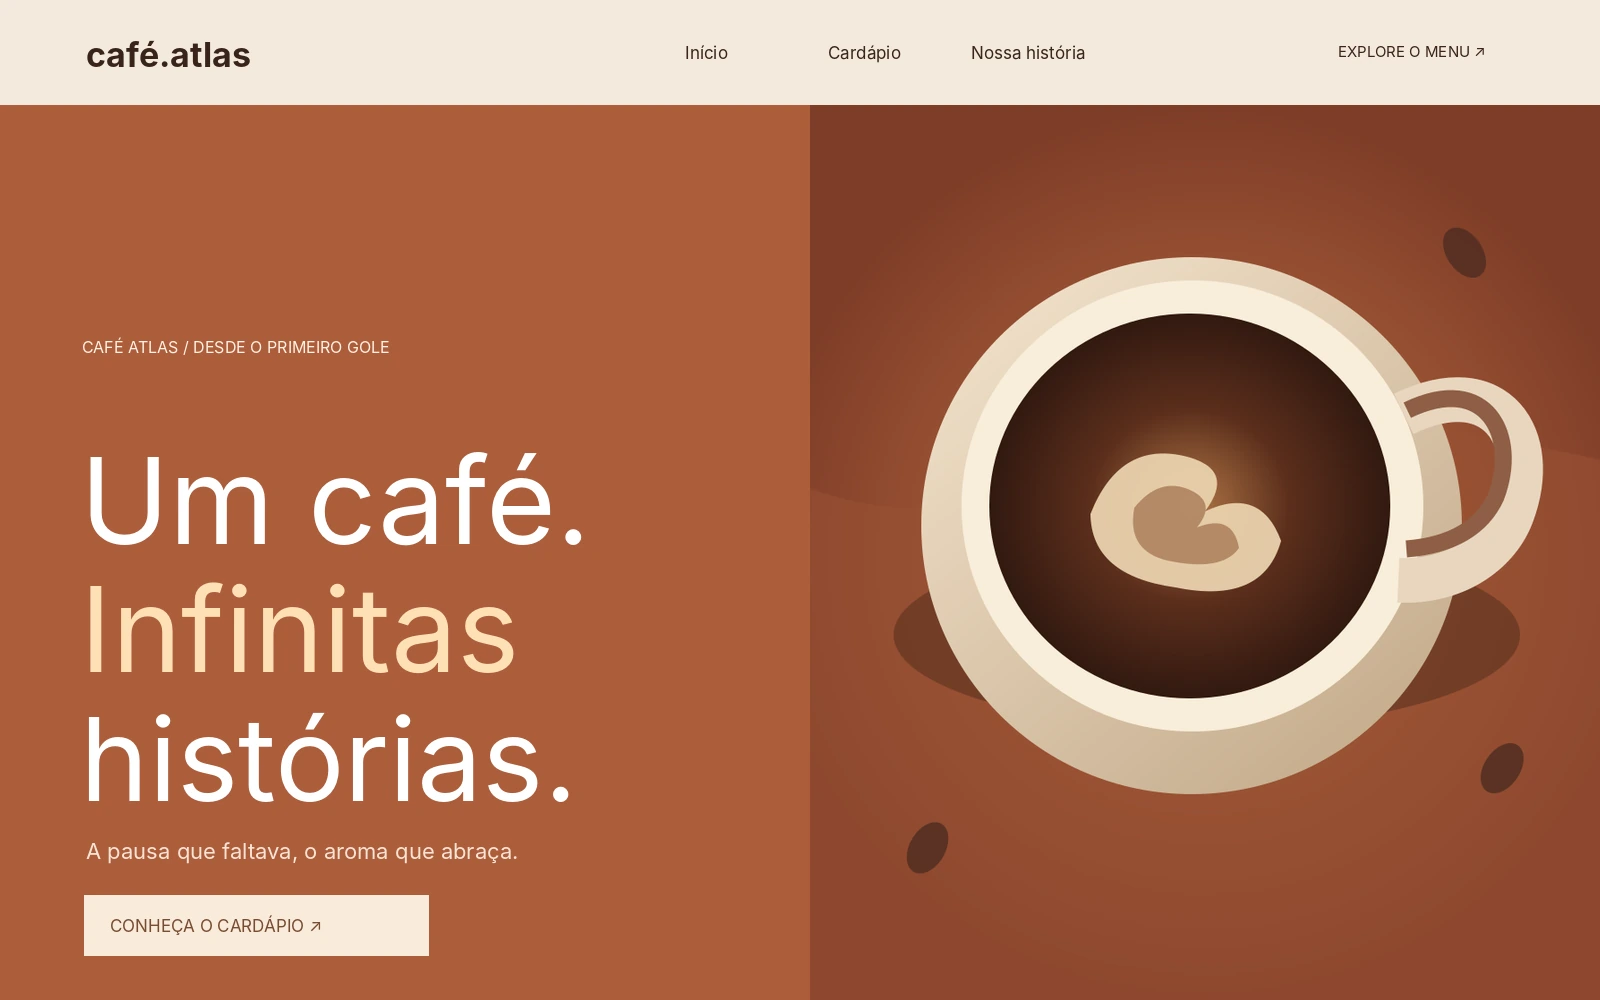 café.atlas
Início
Cardápio
Nossa história
EXPLORE O MENU ↗
CAFÉ ATLAS / DESDE O PRIMEIRO GOLE
Um café.
Infinitas
histórias.
A pausa que faltava, o aroma que abraça.
CONHEÇA O CARDÁPIO ↗